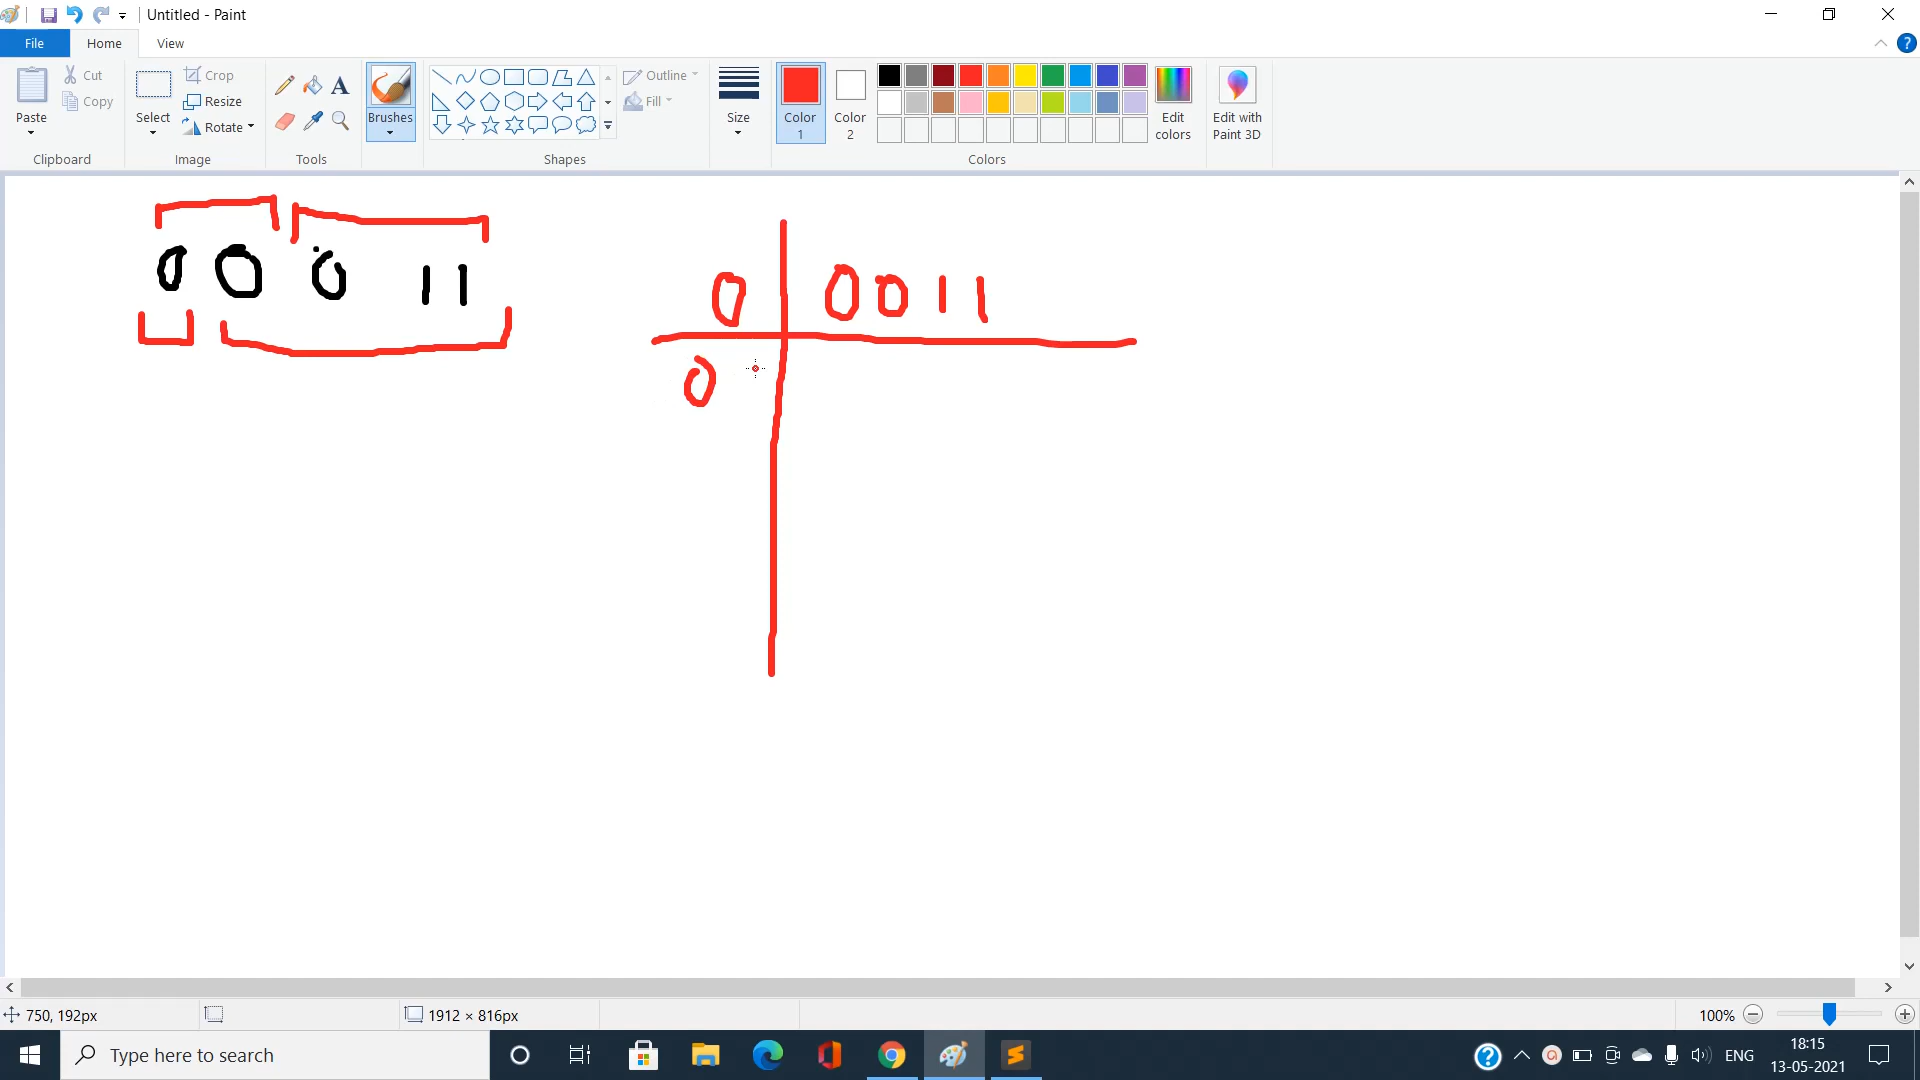 Untitled - Paint
File Home View
Paste
Cut
Copy
Clipboard
Select
Crop
Resize
Rotate
Image
A
Tools
Brushes
Outline
Fill
Shapes
Size
Color 1
Color 2
Edit colors
Edit with Paint 3D
Colors
0 0 0 1 1
0 0 0 1 1
0
750, 192px
1912 × 816px
100%
Type here to search
ENG
18:15
13-05-2021